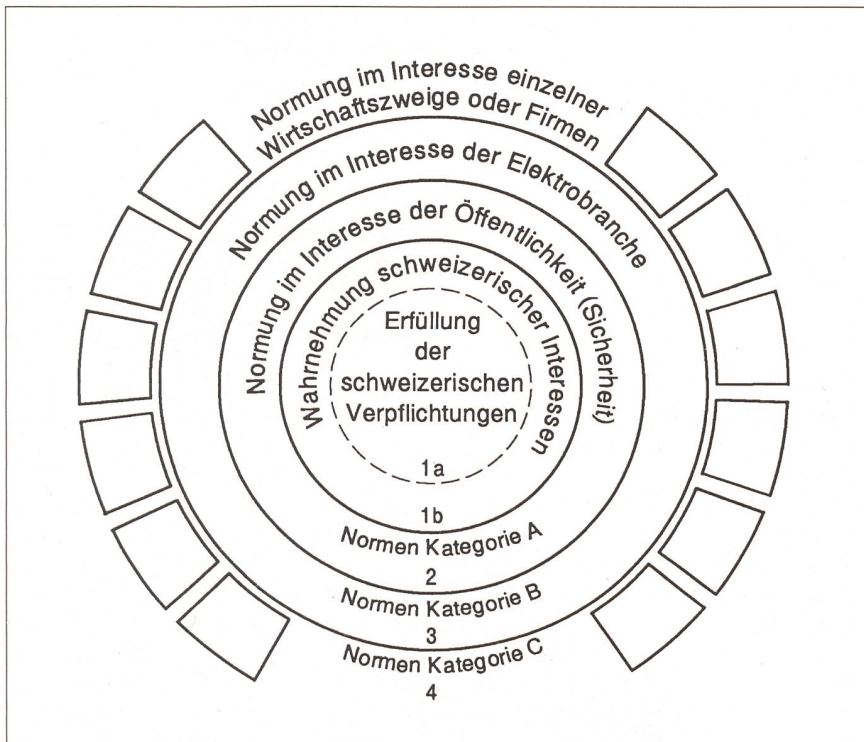 Normung im Interesse einzelner
Wirtschaftszweige oder Firmen
Normung im Interesse der Elektrobranche
Normung im Interesse der Öffentlichkeit (Sicherheit)
Wahrnehmung schweizerischer Interessen
Erfüllung
der
schweizerischen
Verpflichtungen
1a
1b
Normen Kategorie A
2
Normen Kategorie B
3
Normen Kategorie C
4